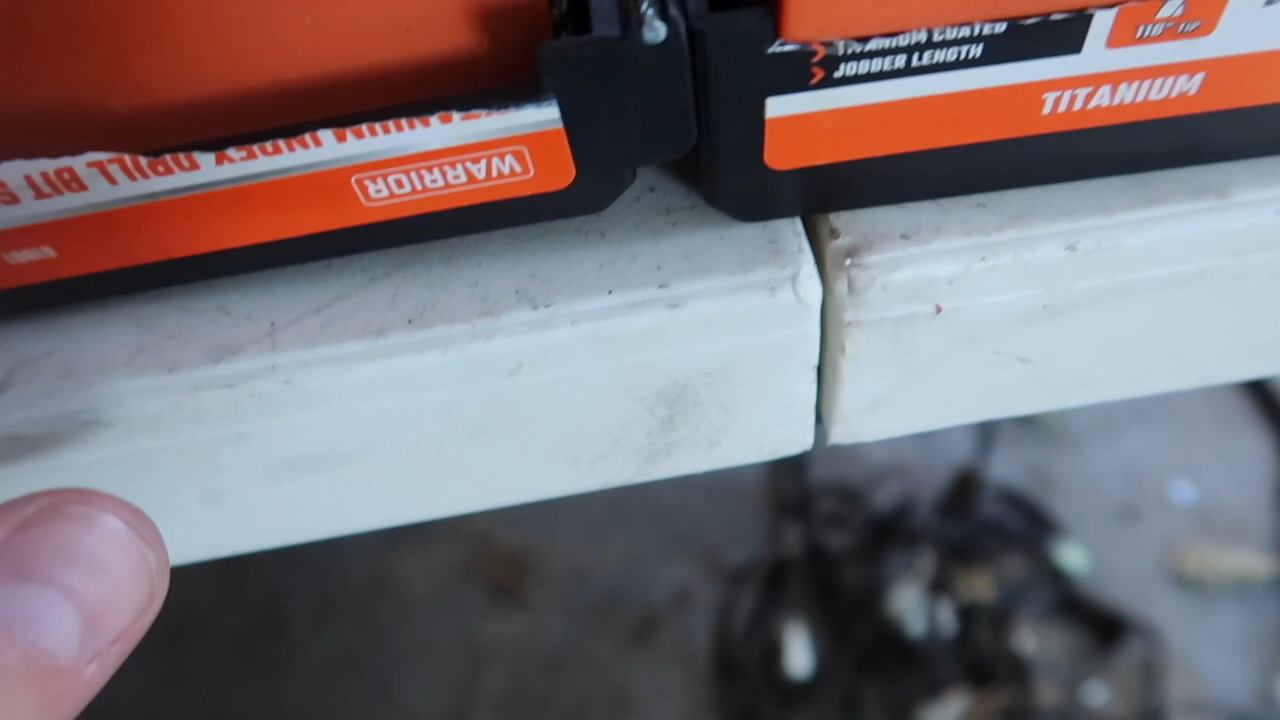 TITANIUM INDEX DRILL BIT S
WARRIOR
TITANIUM COATED
JOBBER LENGTH
118° TIP
TITANIUM